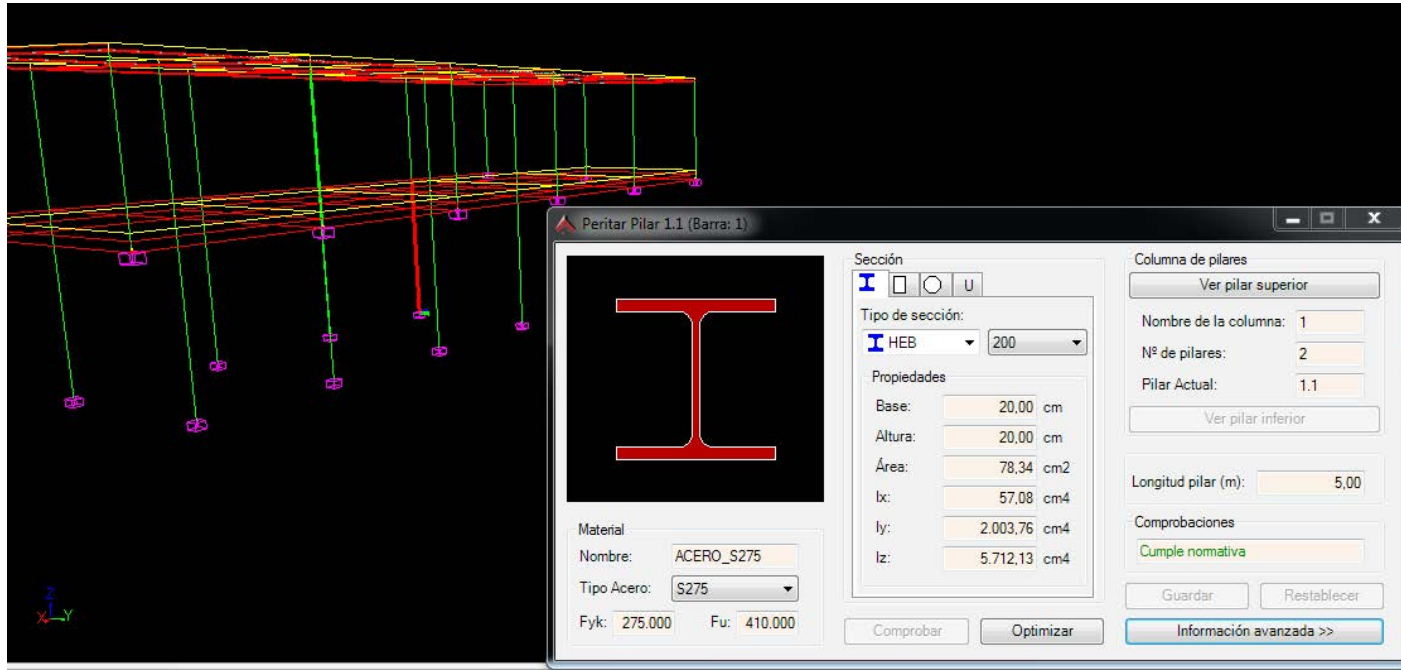 Peritar Pilar 1.1 (Barra: 1)
Sección
U
Tipo de sección:
HEB 200
Propiedades
Base: 20,00 cm
Altura: 20,00 cm
Área: 78,34 cm2
Ix: 57,08 cm4
Iy: 2.003,76 cm4
Iz: 5.712,13 cm4
Comprobar Optimizar
Material
Nombre: ACERO_S275
Tipo Acero: S275
Fyk: 275.000 Fu: 410.000
Columna de pilares
Ver pilar superior
Nombre de la columna: 1
Nº de pilares: 2
Pilar Actual: 1.1
Ver pilar inferior
Longitud pilar (m): 5,00
Comprobaciones
Cumple normativa
Guardar Restablecer
Información avanzada >>
Z
X Y